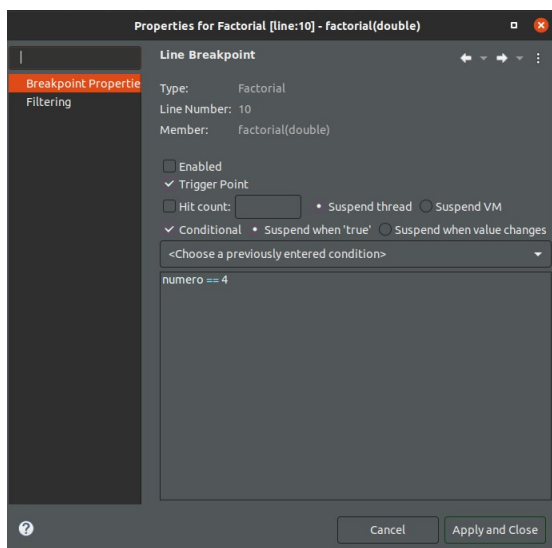 Properties for Factorial [line:10] - factorial(double)
Line Breakpoint
Breakpoint Propertie
Filtering
Type: Factorial
Line Number: 10
Member: factorial(double)
Enabled
Trigger Point
Hit count: Suspend thread Suspend VM
Conditional Suspend when 'true' Suspend when value changes
<Choose a previously entered condition>
numero == 4
Cancel Apply and Close